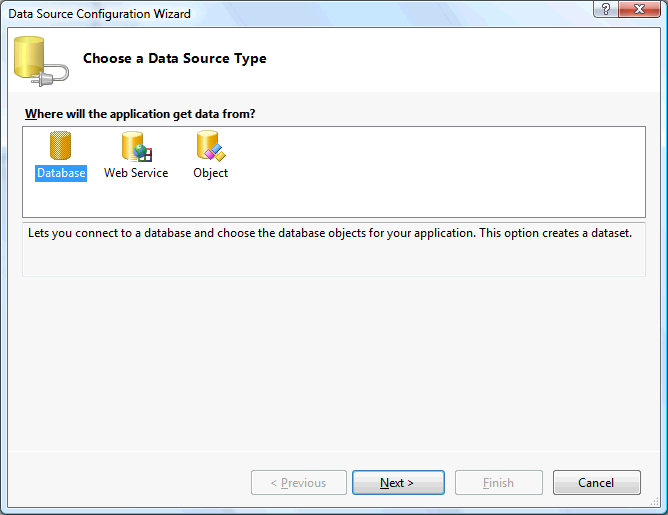 Data Source Configuration Wizard
?
Choose a Data Source Type
Where will the application get data from?
Database Web Service Object
Lets you connect to a database and choose the database objects for your application. This option creates a dataset.
< Previous Next > Finish Cancel